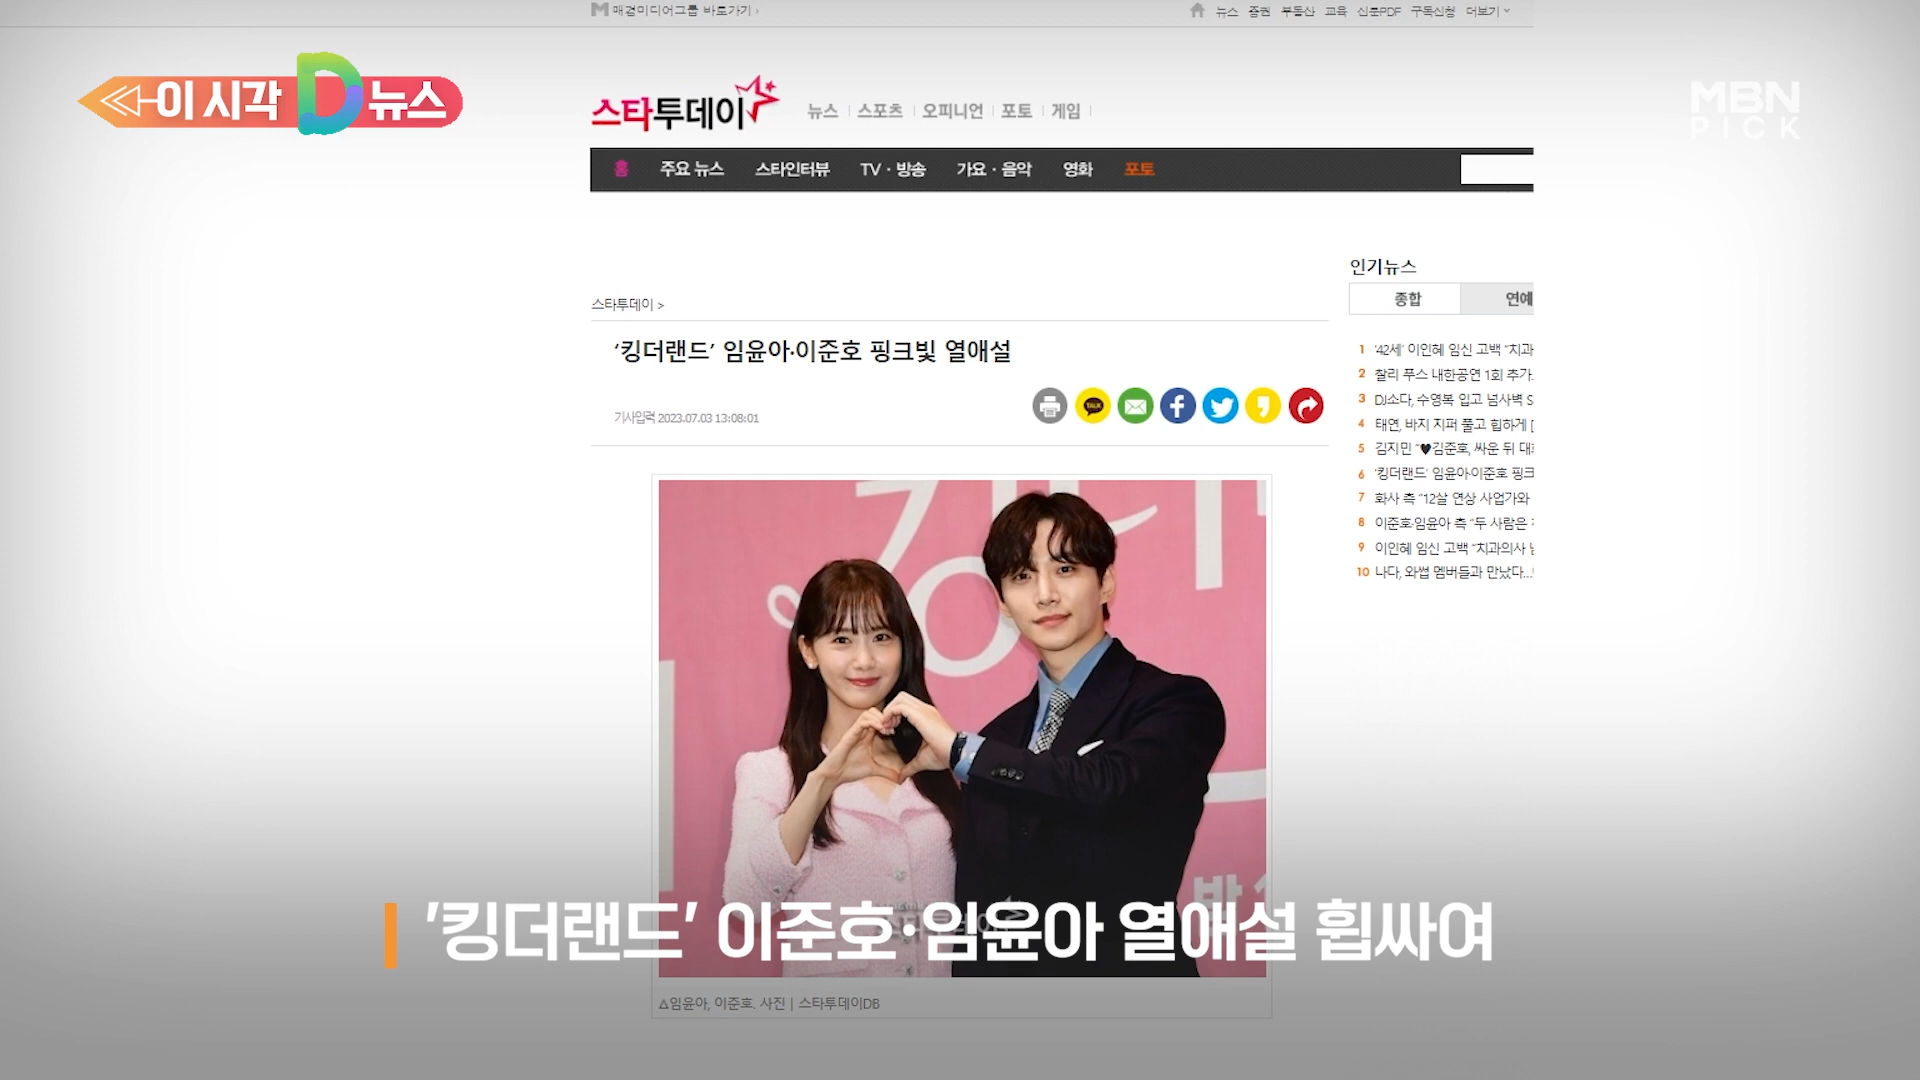 매경미디어그룹 바로가기 ›
뉴스 증권 부동산 교육 신문PDF 구독신청 더보기
이 시각 D 뉴스
스타투데이
뉴스 스포츠 오피니언 포토 게임
MBN
PICK
홈 주요 뉴스 스타인터뷰 TV · 방송 가요 · 음악 영화 포토
인기뉴스
종합 연예
스타투데이 >
‘킹더랜드’ 임윤아·이준호 핑크빛 열애설
기사입력 2023.07.03 13:08:01
TALK
1 ‘42세’ 이인혜 임신 고백 “치과
2 찰리 푸스 내한공연 1회 추가..
3 DJ소다, 수영복 입고 넘사벽 S
4 태연, 바지 지퍼 풀고 힙하게 [
5 김지민 “♥김준호, 싸운 뒤 대
6 ‘킹더랜드’ 임윤아·이준호 핑크
7 화사 측 “12살 연상 사업가와
8 이준호·임윤아 측 “두 사람은
9 이인혜 임신 고백 “치과의사
10 나다, 와썹 멤버들과 만났다...
킹
'킹더랜드' 이준호·임윤아 열애설 휩싸여
△임윤아, 이준호. 사진 | 스타투데이DB